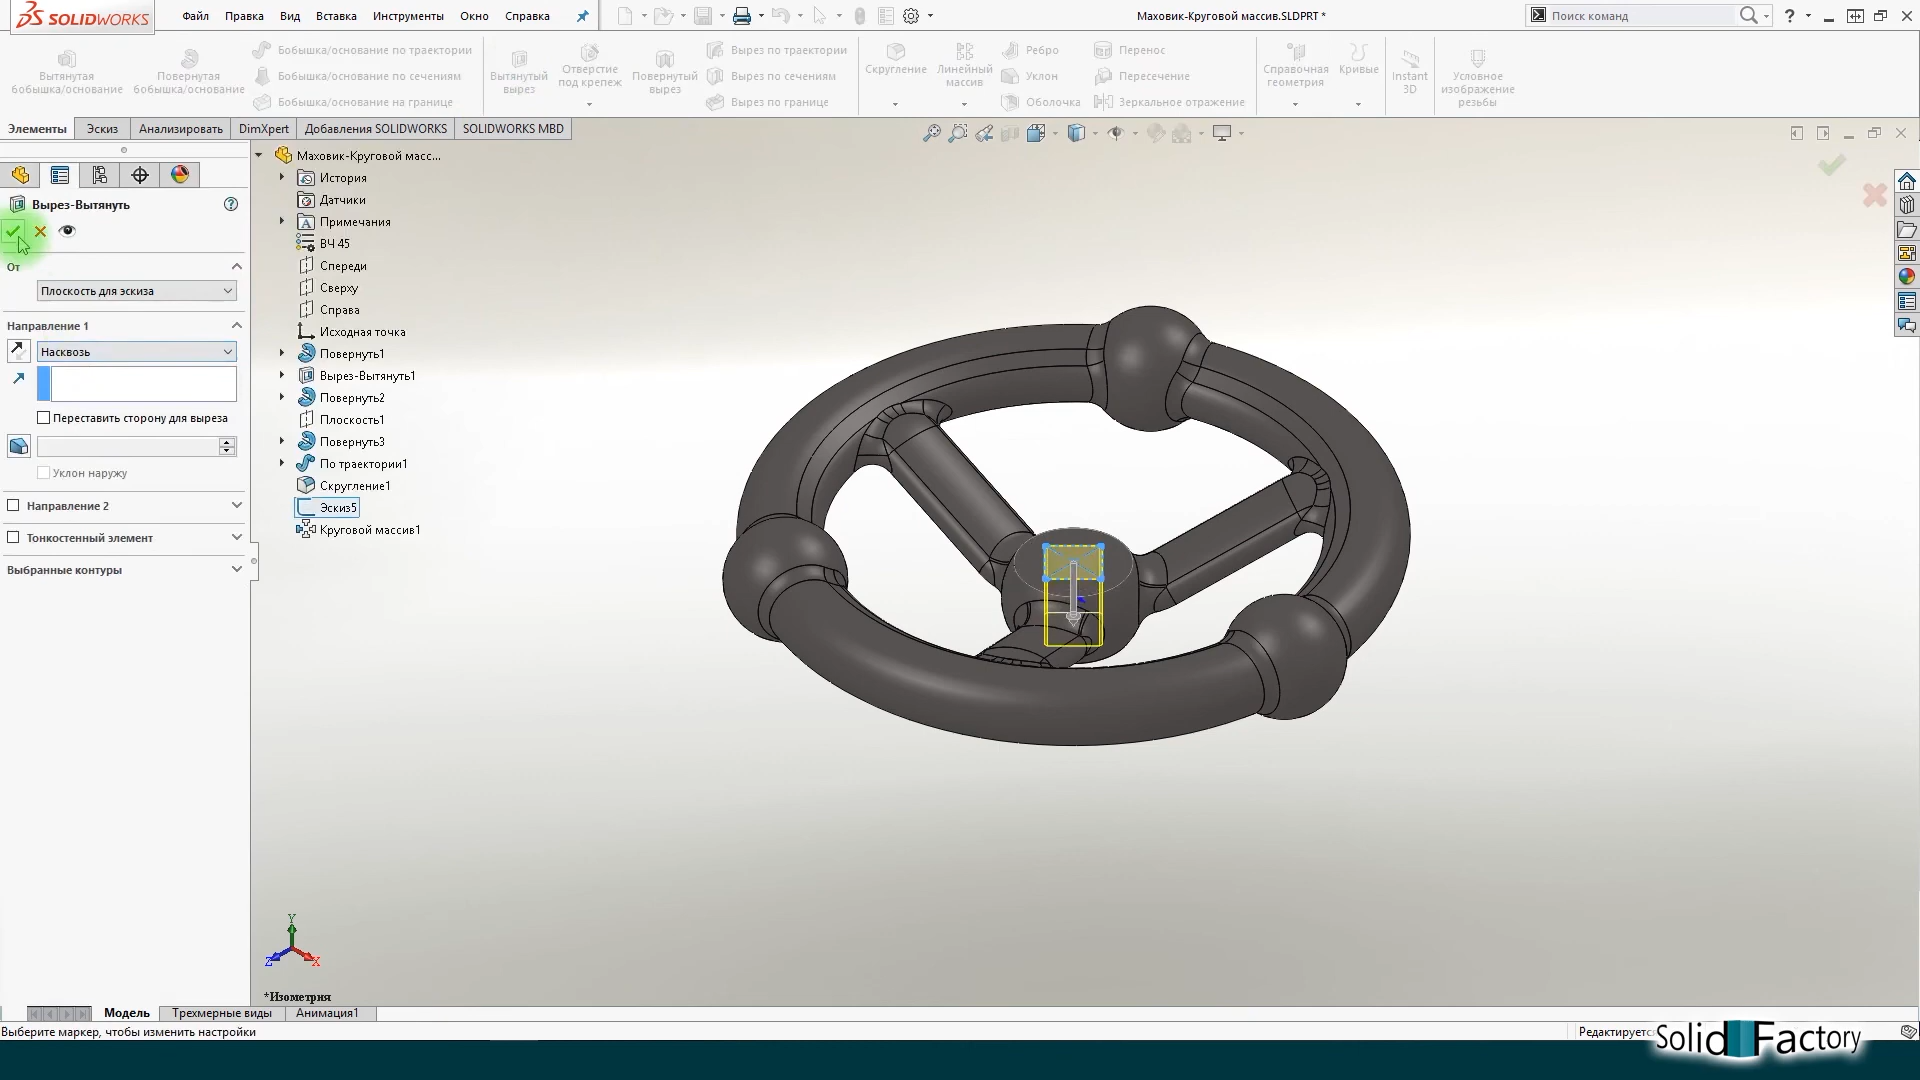 SOLIDWORKS
Файл Правка Вид Вставка Инструменты Окно Справка
Маховик-Круговой массив.SLDPRT *
Поиск команд
?
Вытянутая бобышка/основание
Повернутая бобышка/основание
Бобышка/основание по траектории
Бобышка/основание по сечениям
Бобышка/основание на границе
Вытянутый вырез
Отверстие под крепеж
Повернутый вырез
Вырез по траектории
Вырез по сечениям
Вырез по границе
Скругление
Линейный массив
Ребро
Уклон
Оболочка
Перенос
Пересечение
Зеркальное отражение
Справочная геометрия
Кривые
Instant 3D
Условное изображение резьбы
Элементы Эскиз Анализировать DimXpert Добавления SOLIDWORKS SOLIDWORKS MBD
Вырез-Вытянуть
От
Плоскость для эскиза
Направление 1
Насквозь
Переставить сторону для выреза
Уклон наружу
Направление 2
Тонкостенный элемент
Выбранные контуры
Маховик-Круговой масс...
История
Датчики
Примечания
ВЧ 45
Спереди
Сверху
Справа
Исходная точка
Повернуть1
Вырез-Вытянуть1
Повернуть2
Плоскость1
Повернуть3
По траектории1
Скругление1
Эскиз5
Круговой массив1
Y
Z
X
*Изометрия
Модель Трехмерные виды Анимация1
Выберите маркер, чтобы изменить настройки
Редактируетс
Solid Factory